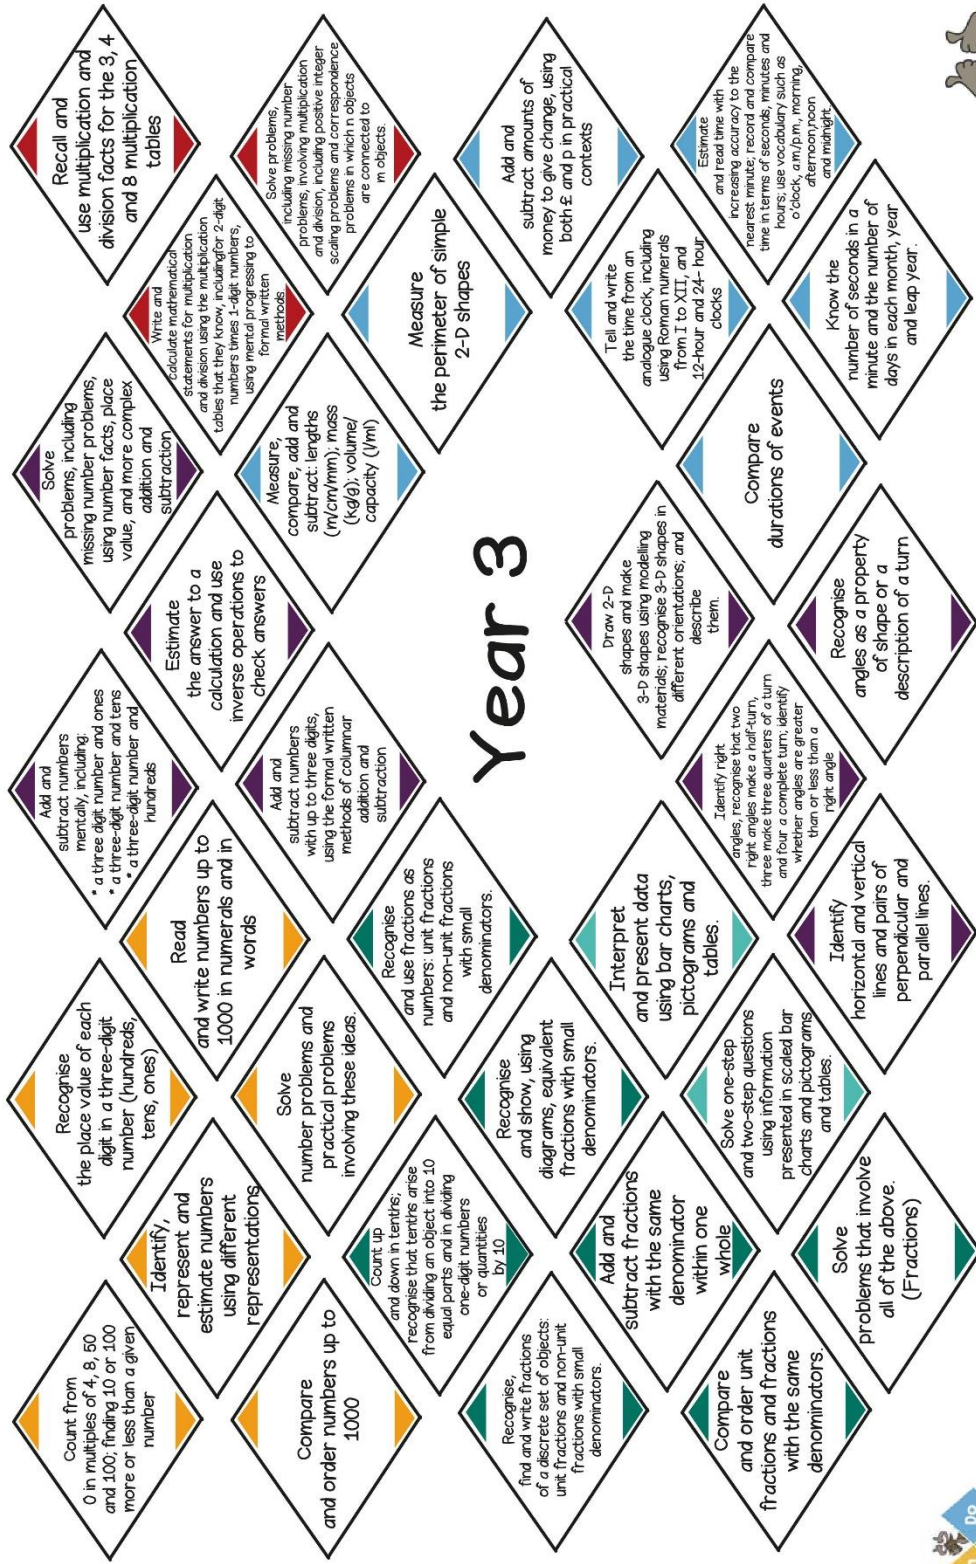 Count from
0 in multiples of 4, 8, 50
and 100; finding 10 or 100
more or less than a given
number
Recognise
the place value of each
digit in a three-digit
number (hundreds,
tens, ones)
Add and
subtract numbers
mentally, including:
* a three digit number and ones
* a three-digit number and tens
* a three-digit number and
hundreds
Solve
problems, including
missing number problems,
using number facts, place
value, and more complex
addition and
subtraction
Recall and
use multiplication and
division facts for the 3, 4
and 8 multiplication
tables
Identify,
represent and
estimate numbers
using different
representations
Read
and write numbers up to
1000 in numerals and in
words
Estimate
the answer to a
calculation and use
inverse operations to
check answers
Write and
calculate mathematical
statements for multiplication
and division using the multiplication
tables that they know, includingfor 2-digit
numbers times 1-digit numbers,
using mental progressing to
formal written
methods
Compare
and order numbers up to
1000
Solve
number problems and
practical problems
involving these ideas.
Add and
subtract numbers
with up to three digits,
using the formal written
methods of columnar
addition and
subtraction
Measure,
compare, add and
subtract: lengths
(m/cm/mm); mass
(kg/g); volume/
capacity (l/ml)
Solve problems,
including missing number
problems, involving multiplication
and division, including positive integer
scaling problems and correspondence
problems in which n objects
are connected to
m objects.
Count up
and down in tenths;
recognise that tenths arise
from dividing an object into 10
equal parts and in dividing
one-digit numbers
or quantities
by 10
Recognise
and use fractions as
numbers: unit fractions
and non-unit fractions
with small
denominators.
Measure
the perimeter of simple
2-D shapes
Recognise,
find and write fractions
of a discrete set of objects:
unit fractions and non-unit
fractions with small
denominators.
Recognise
and show, using
diagrams, equivalent
fractions with small
denominators.
Year 3
Add and
subtract amounts of
money to give change, using
both £ and p in practical
contexts
Add and
subtract fractions
with the same
denominator
within one
whole
Interpret
and present data
using bar charts,
pictograms and
tables.
Draw 2-D
shapes and make
3-D shapes using modelling
materials; recognise 3-D shapes in
different orientations; and
describe
them.
Tell and write
the time from an
analogue clock, including
using Roman numerals
from I to XII, and
12-hour and 24- hour
clocks
Compare
and order unit
fractions and fractions
with the same
denominators.
Solve one-step
and two-step questions
using information
presented in scaled bar
charts and pictograms
and tables.
Identify right
angles, recognise that two
right angles make a half-turn,
three make three quarters of a turn
and four a complete turn; identify
whether angles are greater
than or less than a
right angle
Compare
durations of events
Estimate
and read time with
increasing accuracy to the
nearest minute; record and compare
time in terms of seconds, minutes and
hours; use vocabulary such as
o'clock, a.m./p.m., morning,
afternoon,noon
and midnight.
Solve
problems that involve
all of the above.
(Fractions)
Identify
horizontal and vertical
lines and pairs of
perpendicular and
parallel lines.
Recognise
angles as a property
of shape or a
description of a turn
Know the
number of seconds in a
minute and the number of
days in each month, year
and leap year.
Do